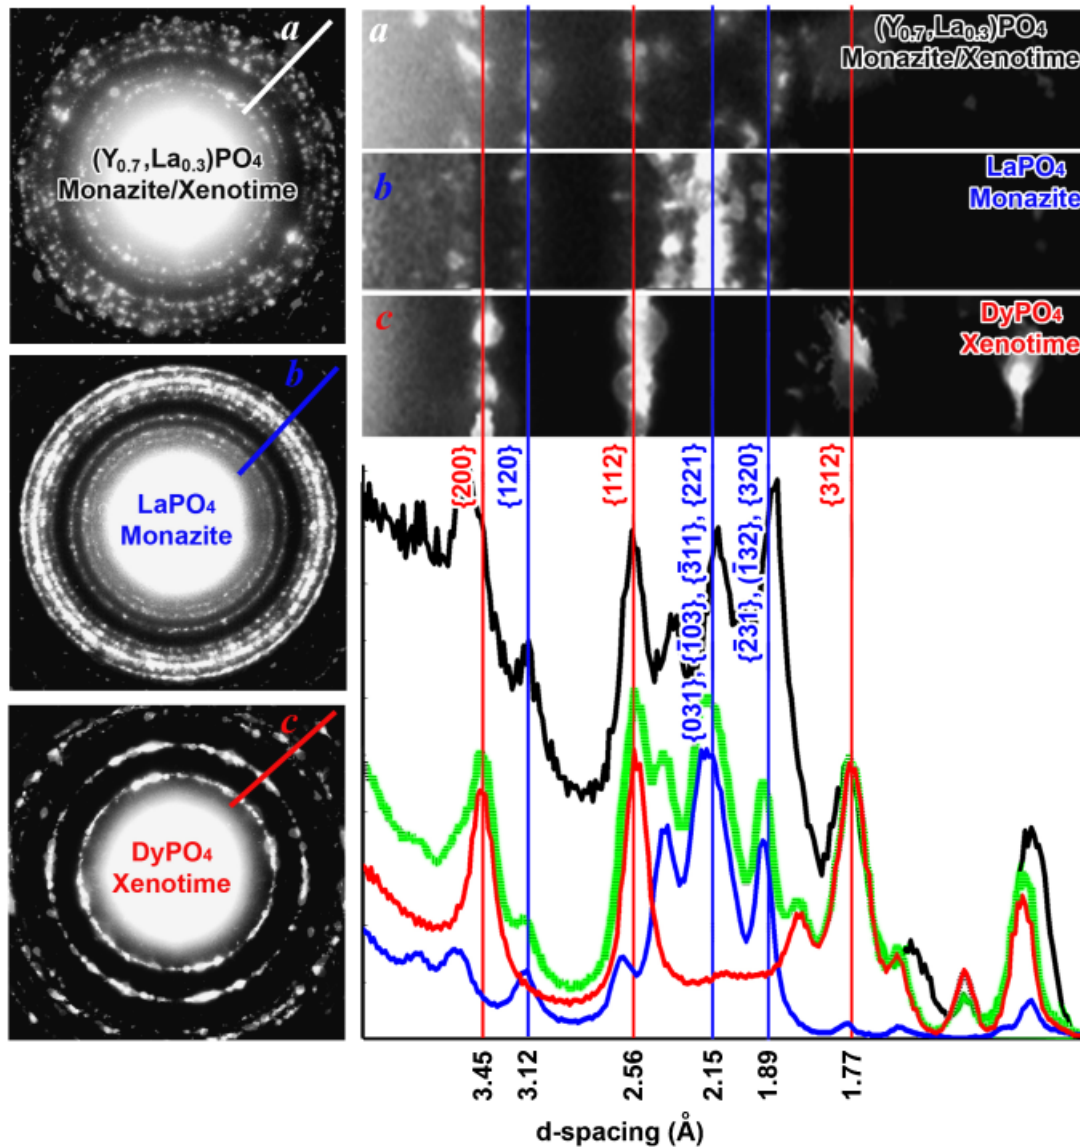 a
(Y₀.₇,La₀.₃)PO₄
Monazite/Xenotime
b
LaPO₄
Monazite
c
DyPO₄
Xenotime
a
(Y₀.₇,La₀.₃)PO₄
Monazite/Xenotime
b
LaPO₄
Monazite
c
DyPO₄
Xenotime
{200}
{120}
{112}
{031}, {1̄03}, {3̄11}, {221}
{2̄31}, (1̄32}, {320}
{312}
3.45
3.12
2.56
2.15
1.89
1.77
d-spacing (Å)